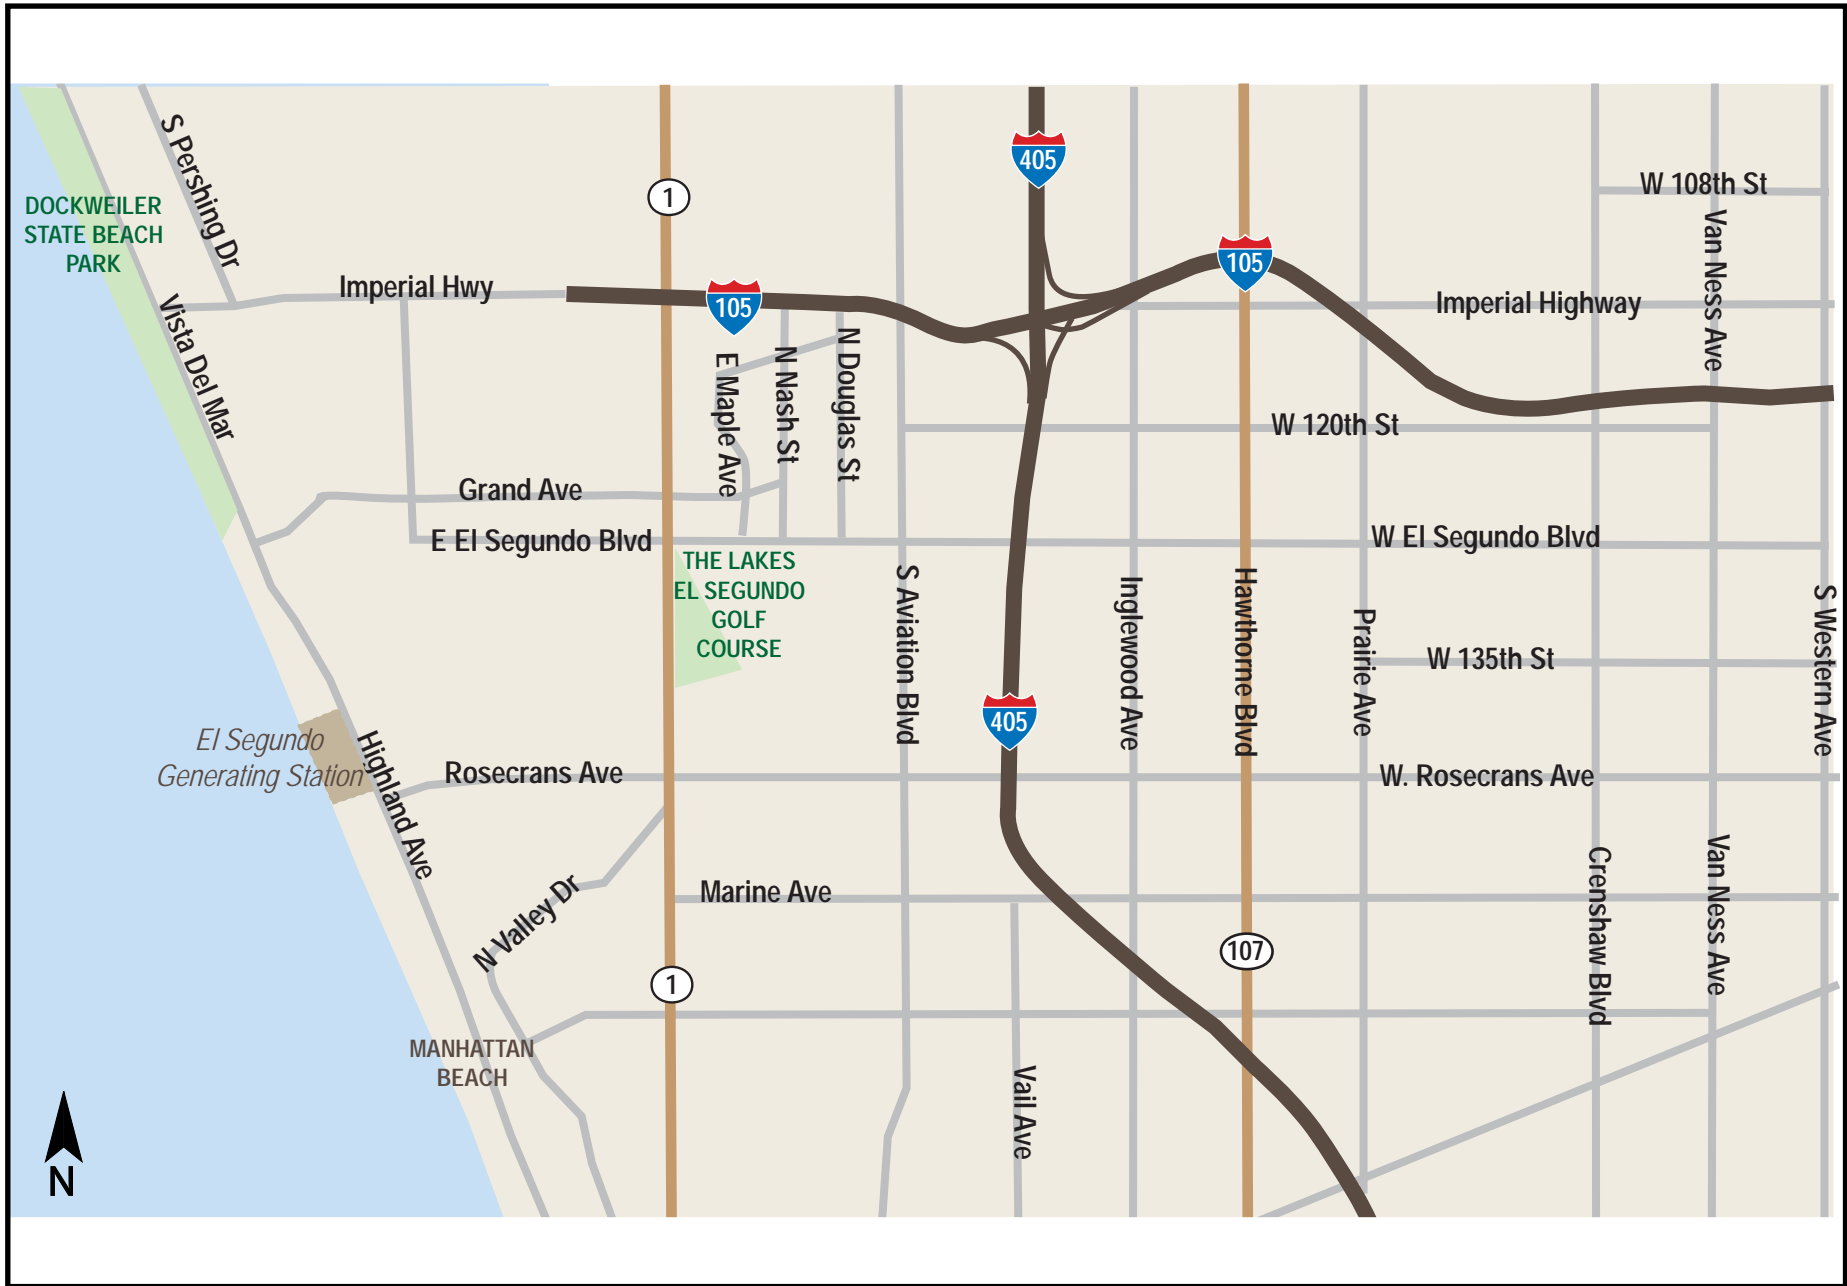 S Pershing Dr
405
W 108th St
1
DOCKWEILER
STATE BEACH
PARK
Van Ness Ave
105
Imperial Hwy
105
Imperial Highway
Vista Del Mar
E Maple Ave
N Nash St
N Douglas St
W 120th St
Grand Ave
E El Segundo Blvd
W El Segundo Blvd
THE LAKES
EL SEGUNDO
GOLF
COURSE
S Aviation Blvd
Inglewood Ave
Hawthorne Blvd
Prairie Ave
S Western Ave
W 135th St
405
El Segundo
Generating Station
Highland Ave
Rosecrans Ave
W. Rosecrans Ave
Marine Ave
N Valley Dr
Crenshaw Blvd
Van Ness Ave
107
1
MANHATTAN
BEACH
Vail Ave
N